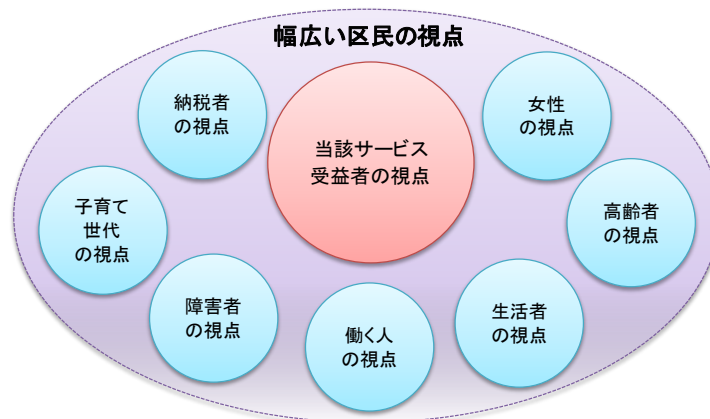 幅広い区民の視点
納税者
の視点
当該サービス
受益者の視点
女性
の視点
子育て
世代
の視点
高齢者
の視点
障害者
の視点
働く人
の視点
生活者
の視点